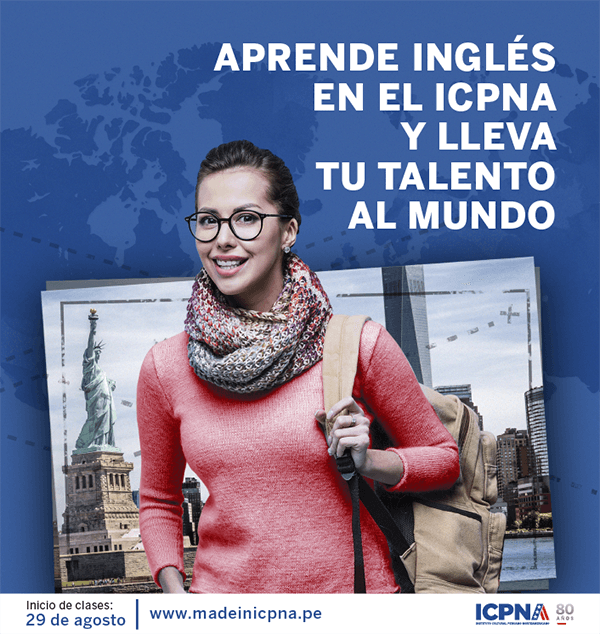 APRENDE INGLÉS
EN EL ICPNA
Y LLEVA
TU TALENTO
AL MUNDO
Inicio de clases:
29 de agosto
www.madeinicpna.pe
ICPNA
INSTITUTO CULTURAL PERUANO NORTEAMERICANO
80
AÑOS